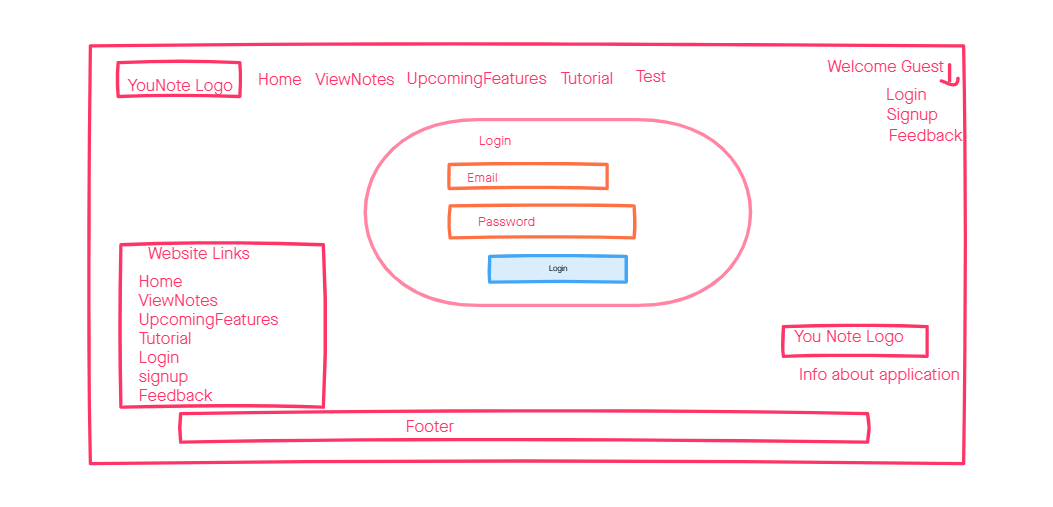 YouNote Logo
Home
ViewNotes
UpcomingFeatures
Tutorial
Test
Welcome Guest
Login
Signup
Feedback
Login
Email
Password
Login
Website Links
Home
ViewNotes
UpcomingFeatures
Tutorial
Login
signup
Feedback
You Note Logo
Info about application
Footer